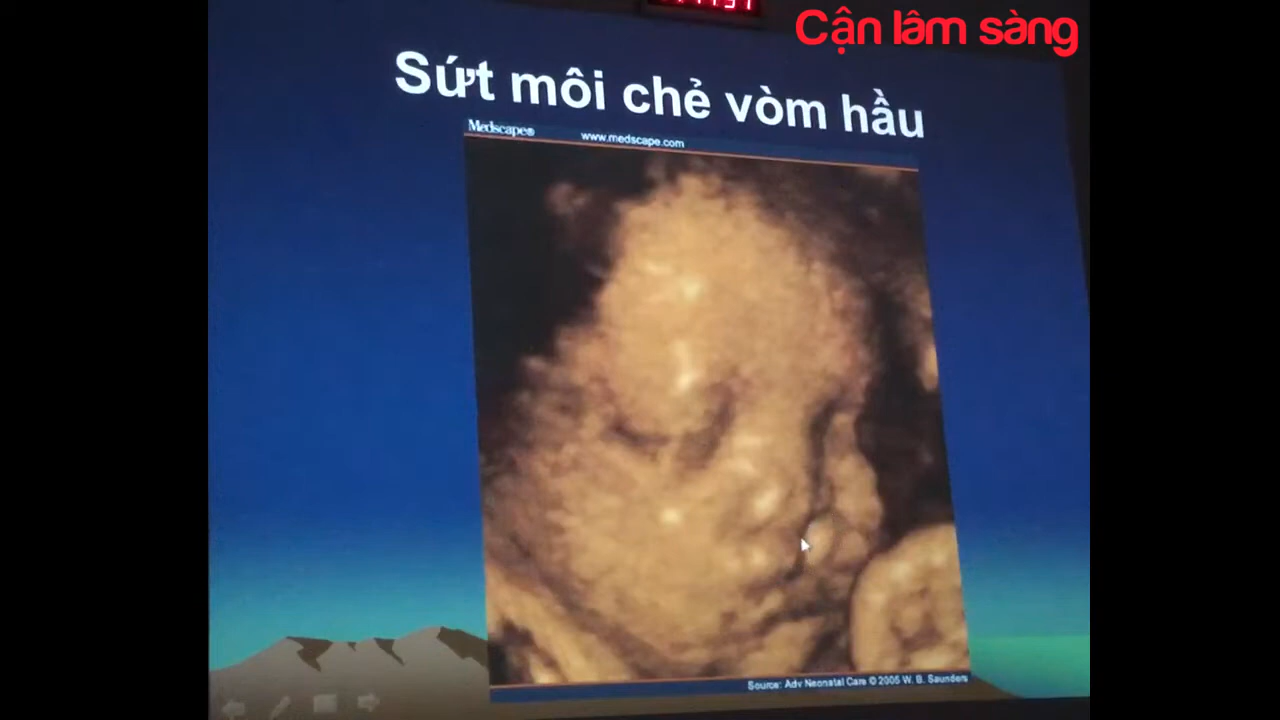 Cận lâm sàng
Sứt môi chẻ vòm hầu
Medscape®
www.medscape.com
Source: Adv Neonatal Care © 2005 W. B. Saunders